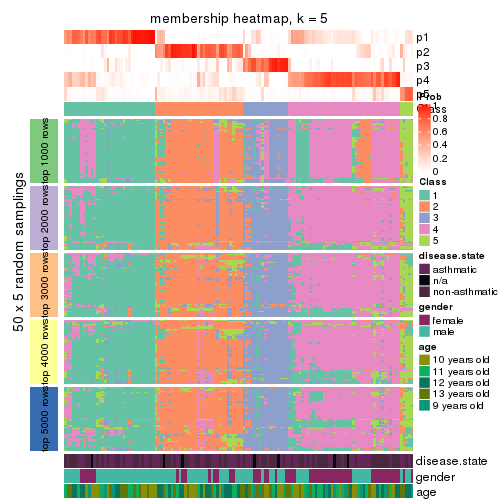 membership heatmap, k = 5
p1
p2
p3
p4
p5
Prob
1
0.8
0.6
0.4
0.2
0
Class
Class
1
2
3
4
5
disease.state
asthmatic
n/a
non-asthmatic
gender
female
male
age
10 years old
11 years old
12 years old
13 years old
9 years old
50 x 5 random samplings
top 1000 rows
top 2000 rows
top 3000 rows
top 4000 rows
top 5000 rows
disease.state
gender
age